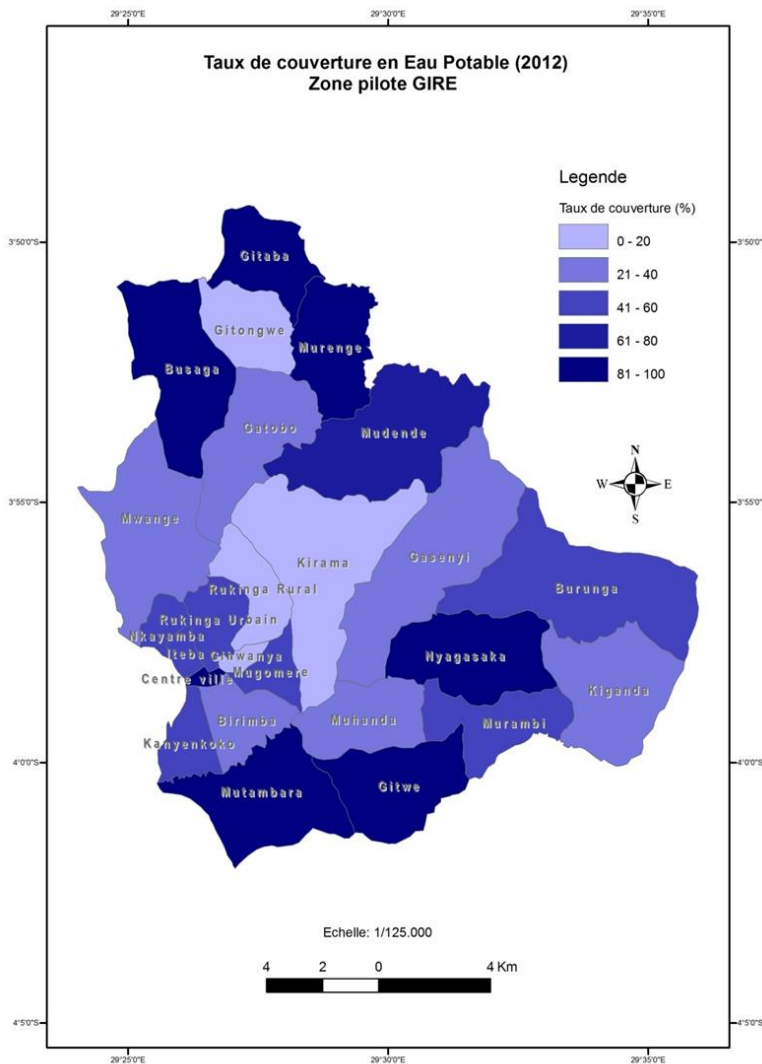 29°25'0"E 29°30'0"E 29°35'0"E
Taux de couverture en Eau Potable (2012)
Zone pilote GIRE
Legende
Taux de couverture (%)
0 - 20
21 - 40
41 - 60
61 - 80
81 - 100
3°50'0"S 3°50'0"S
Gitaba
Gitongwe
Murenge
Busaga
Gatobo
Mudende
N
W E
S
3°55'0"S 3°55'0"S
Mwange
Kirama
Gasenyi
Rukinga Rural
Burunga
Rukinga Urbain
Nkayamba
Iteba
Gihwanya
Nyagasaka
Mugomere
Centre ville
Kiganda
Birimba
Muhanda
Murambi
Kanyenkoko
4°0'0"S 4°0'0"S
Mutambara
Gitwe
Echelle: 1/125.000
4 2 0 4 Km
4°5'0"S 4°5'0"S
29°25'0"E 29°30'0"E 29°35'0"E